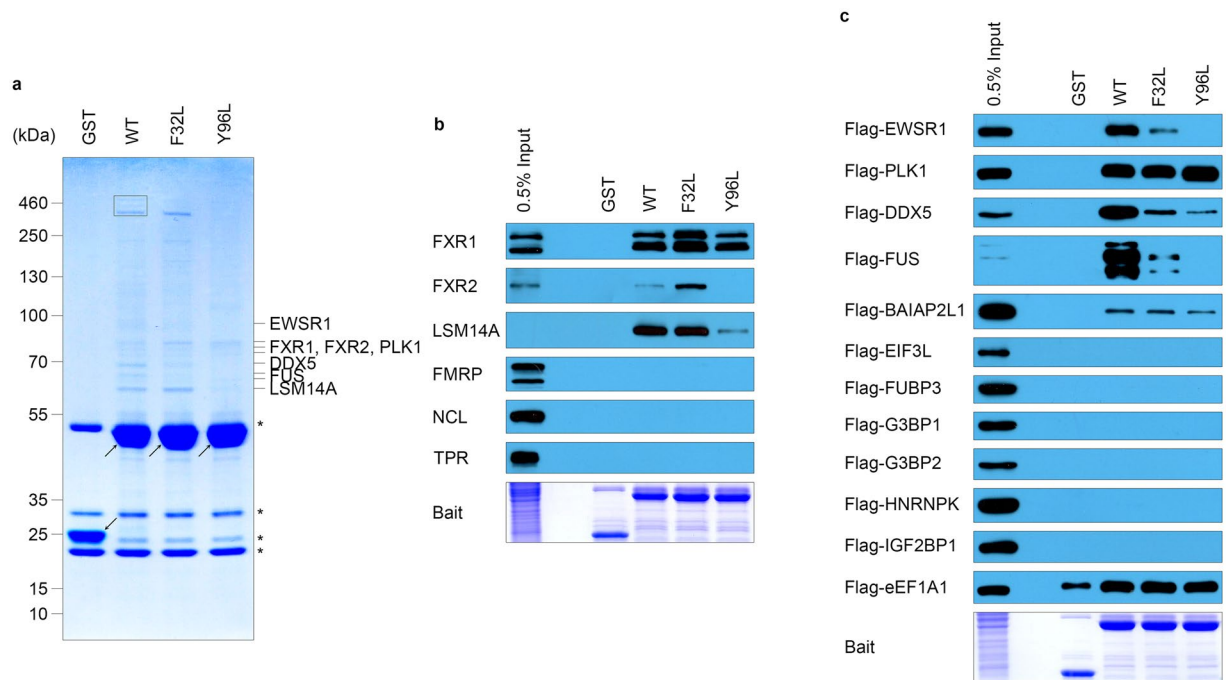 a
(kDa)
GST
WT
F32L
Y96L
460
250
130
100
70
55
35
25
15
10
EWSR1
FXR1, FXR2, PLK1
DDX5
FUS
LSM14A
*
*
*
*
b
0.5% Input
GST
WT
F32L
Y96L
FXR1
FXR2
LSM14A
FMRP
NCL
TPR
Bait
c
0.5% Input
GST
WT
F32L
Y96L
Flag-EWSR1
Flag-PLK1
Flag-DDX5
Flag-FUS
Flag-BAIAP2L1
Flag-EIF3L
Flag-FUBP3
Flag-G3BP1
Flag-G3BP2
Flag-HNRNPK
Flag-IGF2BP1
Flag-eEF1A1
Bait